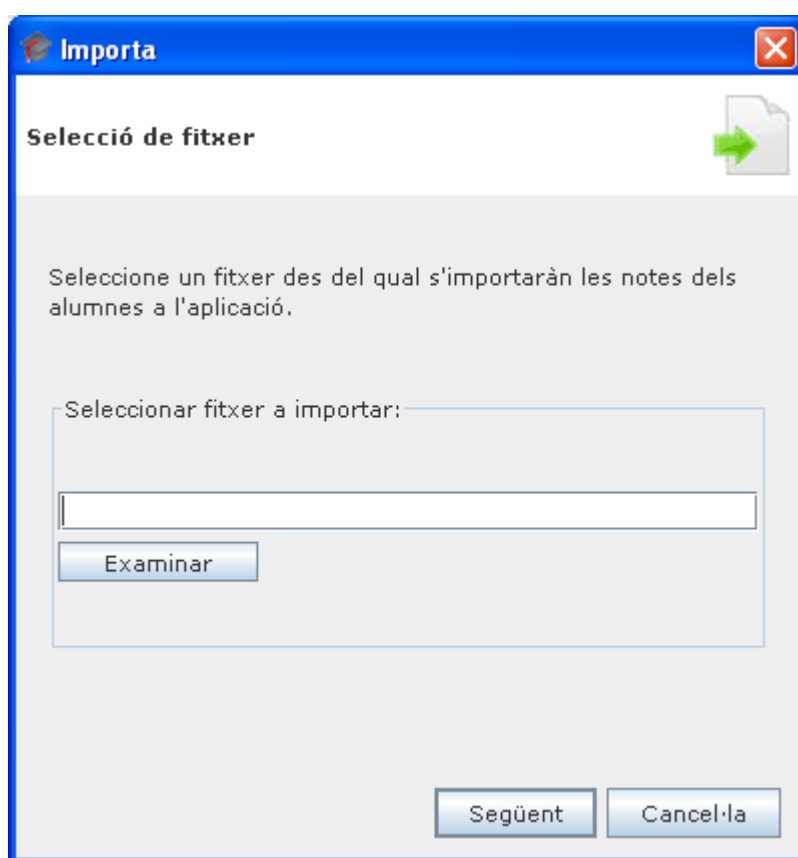 Importa
Selecció de fitxer
Seleccione un fitxer des del qual s'importaràn les notes dels
alumnes a l'aplicació.
Seleccionar fitxer a importar:
Examinar
Següent
Cancel·la